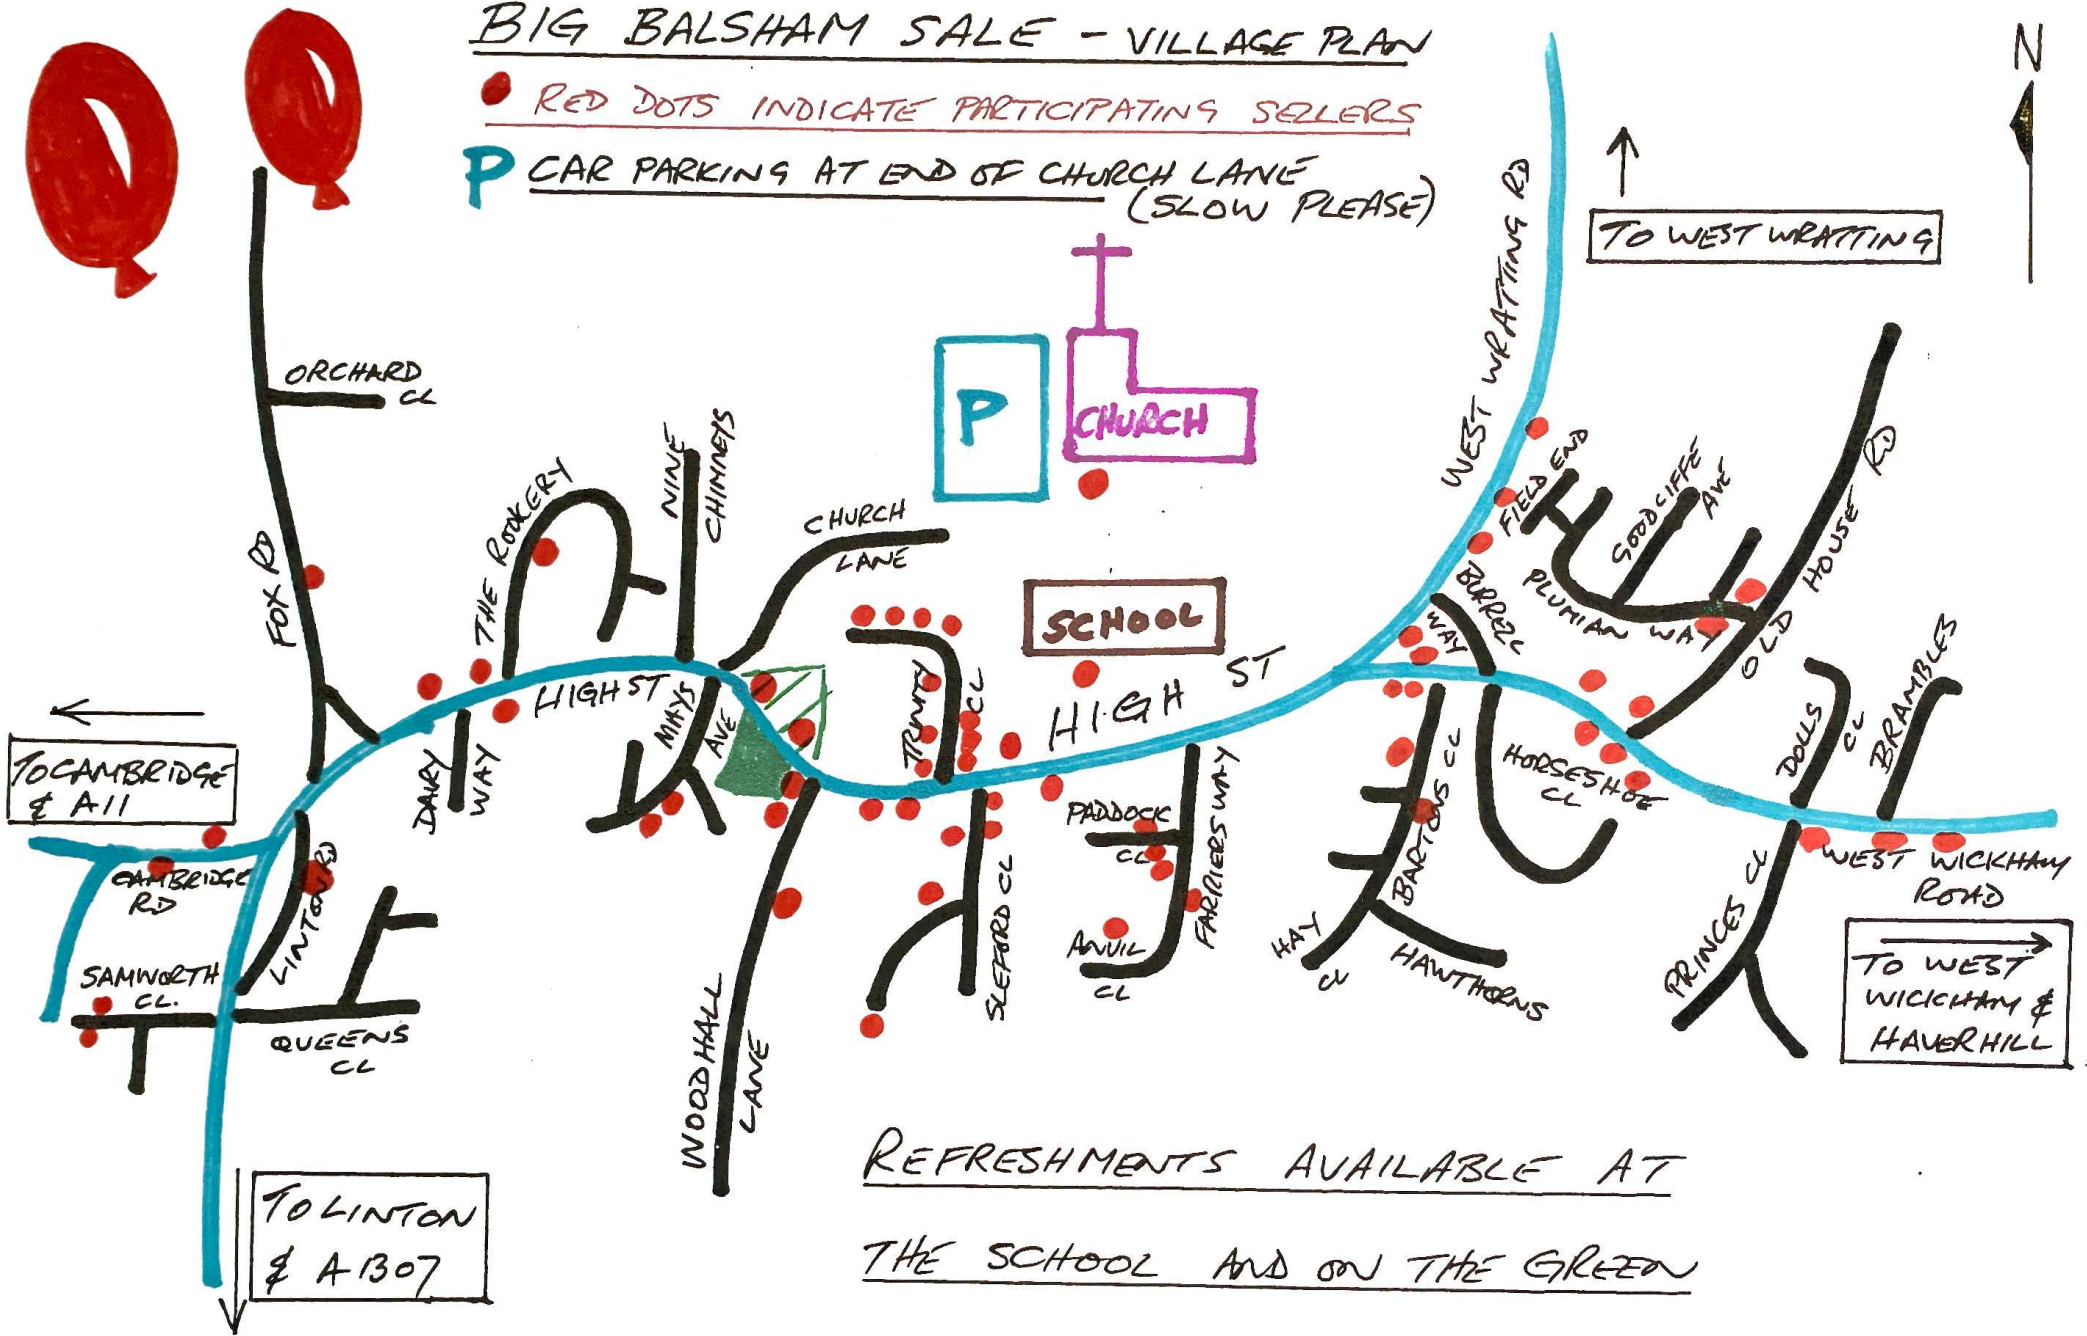 BIG BALSHAM SALE - VILLAGE PLAN
RED DOTS INDICATE PARTICIPATING SELLERS
P CAR PARKING AT END OF CHURCH LANE
(SLOW PLEASE)
N
TO WEST WRATTING
WEST WRATTING RD
ORCHARD
CL
P
CHURCH
FOX RD
THE ROOKERY
NINE
CHIMNEYS
CHURCH
LANE
SCHOOL
FIELD END
GOODCLIFFE
AVE
PLUMIAN WAY
OLD HOUSE RD
BURRELL
WAY
HIGH ST
MAYS
AVE
TRINITY
CL
HIGH ST
DOLLS
CL
BRAMBLES
TO CAMBRIDGE
& A11
DAIRY
WAY
HORSESHOE
CL
PADDOCK
CL
FARRIERS WAY
BARTONS CL
WEST WICKHAM
ROAD
CAMBRIDGE
RD
LINTON RD
SLEFORD CL
ANVIL
CL
HAY
CL
HAWTHORNS
PRINCES CL
SAMWORTH
CL.
QUEENS
CL
WOODHALL
LANE
TO WEST
WICKHAM &
HAVERHILL
TO LINTON
& A1307
REFRESHMENTS AVAILABLE AT
THE SCHOOL AND ON THE GREEN